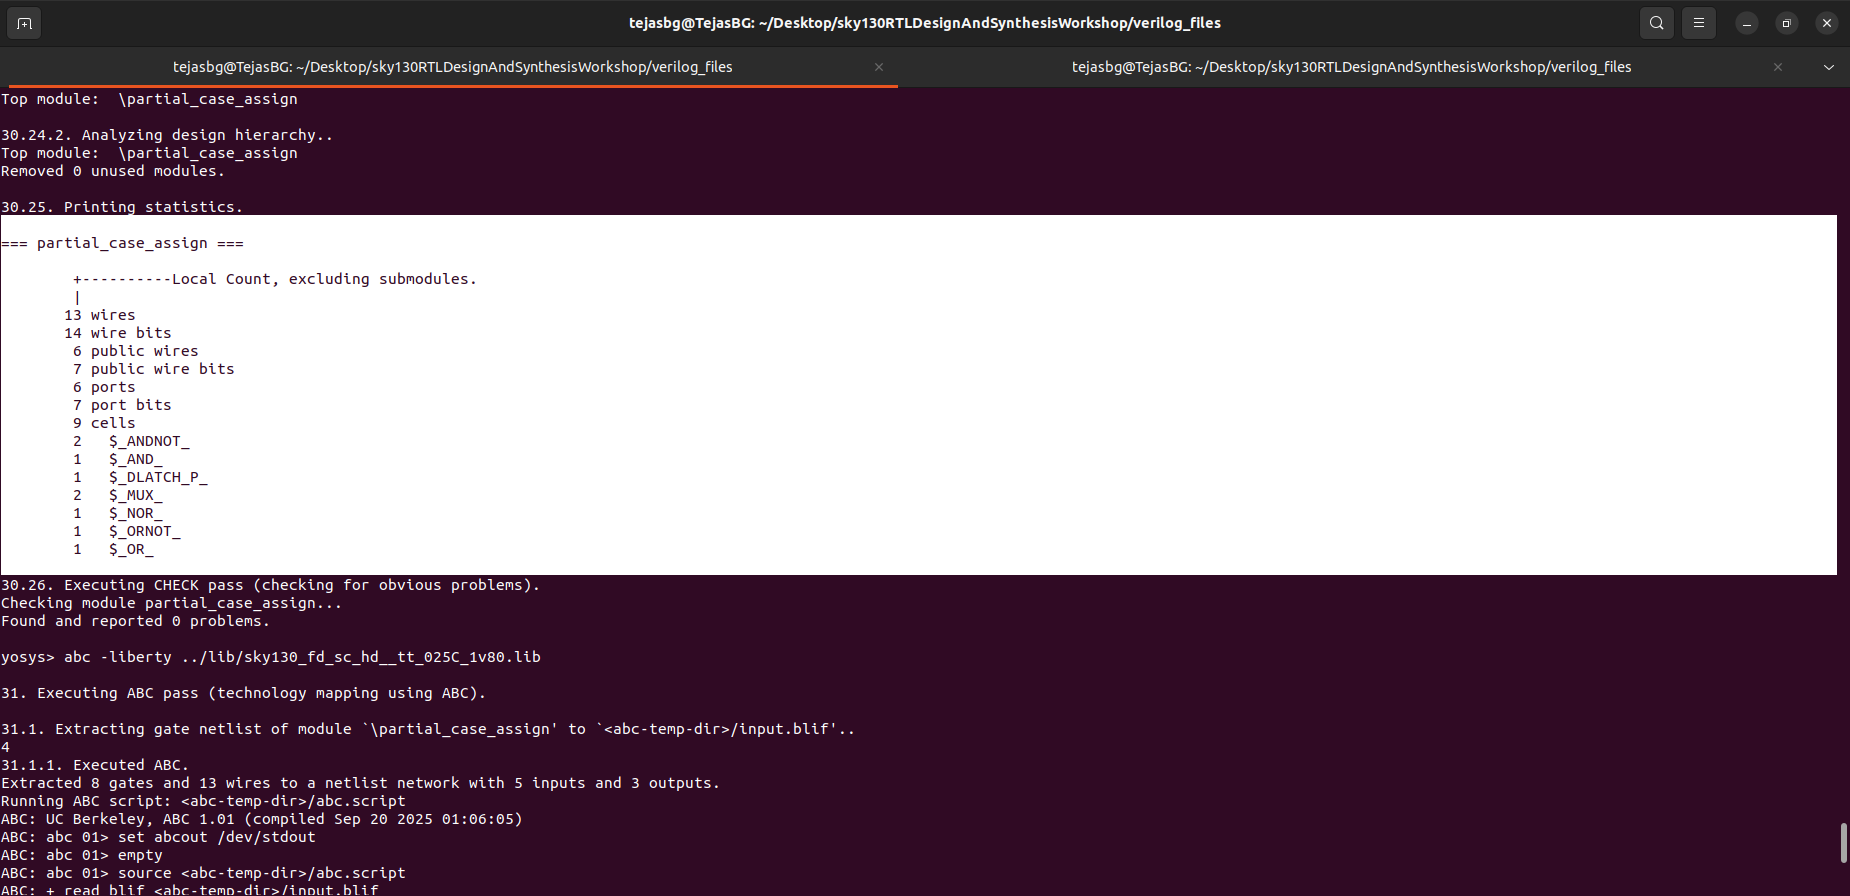 tejasbg@TejasBG: ~/Desktop/sky130RTLDesignAndSynthesisWorkshop/verilog_files
tejasbg@TejasBG: ~/Desktop/sky130RTLDesignAndSynthesisWorkshop/verilog_files
tejasbg@TejasBG: ~/Desktop/sky130RTLDesignAndSynthesisWorkshop/verilog_files
Top module:  \partial_case_assign
30.24.2. Analyzing design hierarchy..
Top module:  \partial_case_assign
Removed 0 unused modules.
30.25. Printing statistics.
=== partial_case_assign ===
        +----------Local Count, excluding submodules.
        |
       13 wires
       14 wire bits
        6 public wires
        7 public wire bits
        6 ports
        7 port bits
        9 cells
        2   $_ANDNOT_
        1   $_AND_
        1   $_DLATCH_P_
        2   $_MUX_
        1   $_NOR_
        1   $_ORNOT_
        1   $_OR_
30.26. Executing CHECK pass (checking for obvious problems).
Checking module partial_case_assign...
Found and reported 0 problems.
yosys> abc -liberty ../lib/sky130_fd_sc_hd__tt_025C_1v80.lib
31. Executing ABC pass (technology mapping using ABC).
31.1. Extracting gate netlist of module `\partial_case_assign' to `<abc-temp-dir>/input.blif'..
4
31.1.1. Executed ABC.
Extracted 8 gates and 13 wires to a netlist network with 5 inputs and 3 outputs.
Running ABC script: <abc-temp-dir>/abc.script
ABC: UC Berkeley, ABC 1.01 (compiled Sep 20 2025 01:06:05)
ABC: abc 01> set abcout /dev/stdout
ABC: abc 01> empty
ABC: abc 01> source <abc-temp-dir>/abc.script
ABC: + read_blif <abc-temp-dir>/input.blif